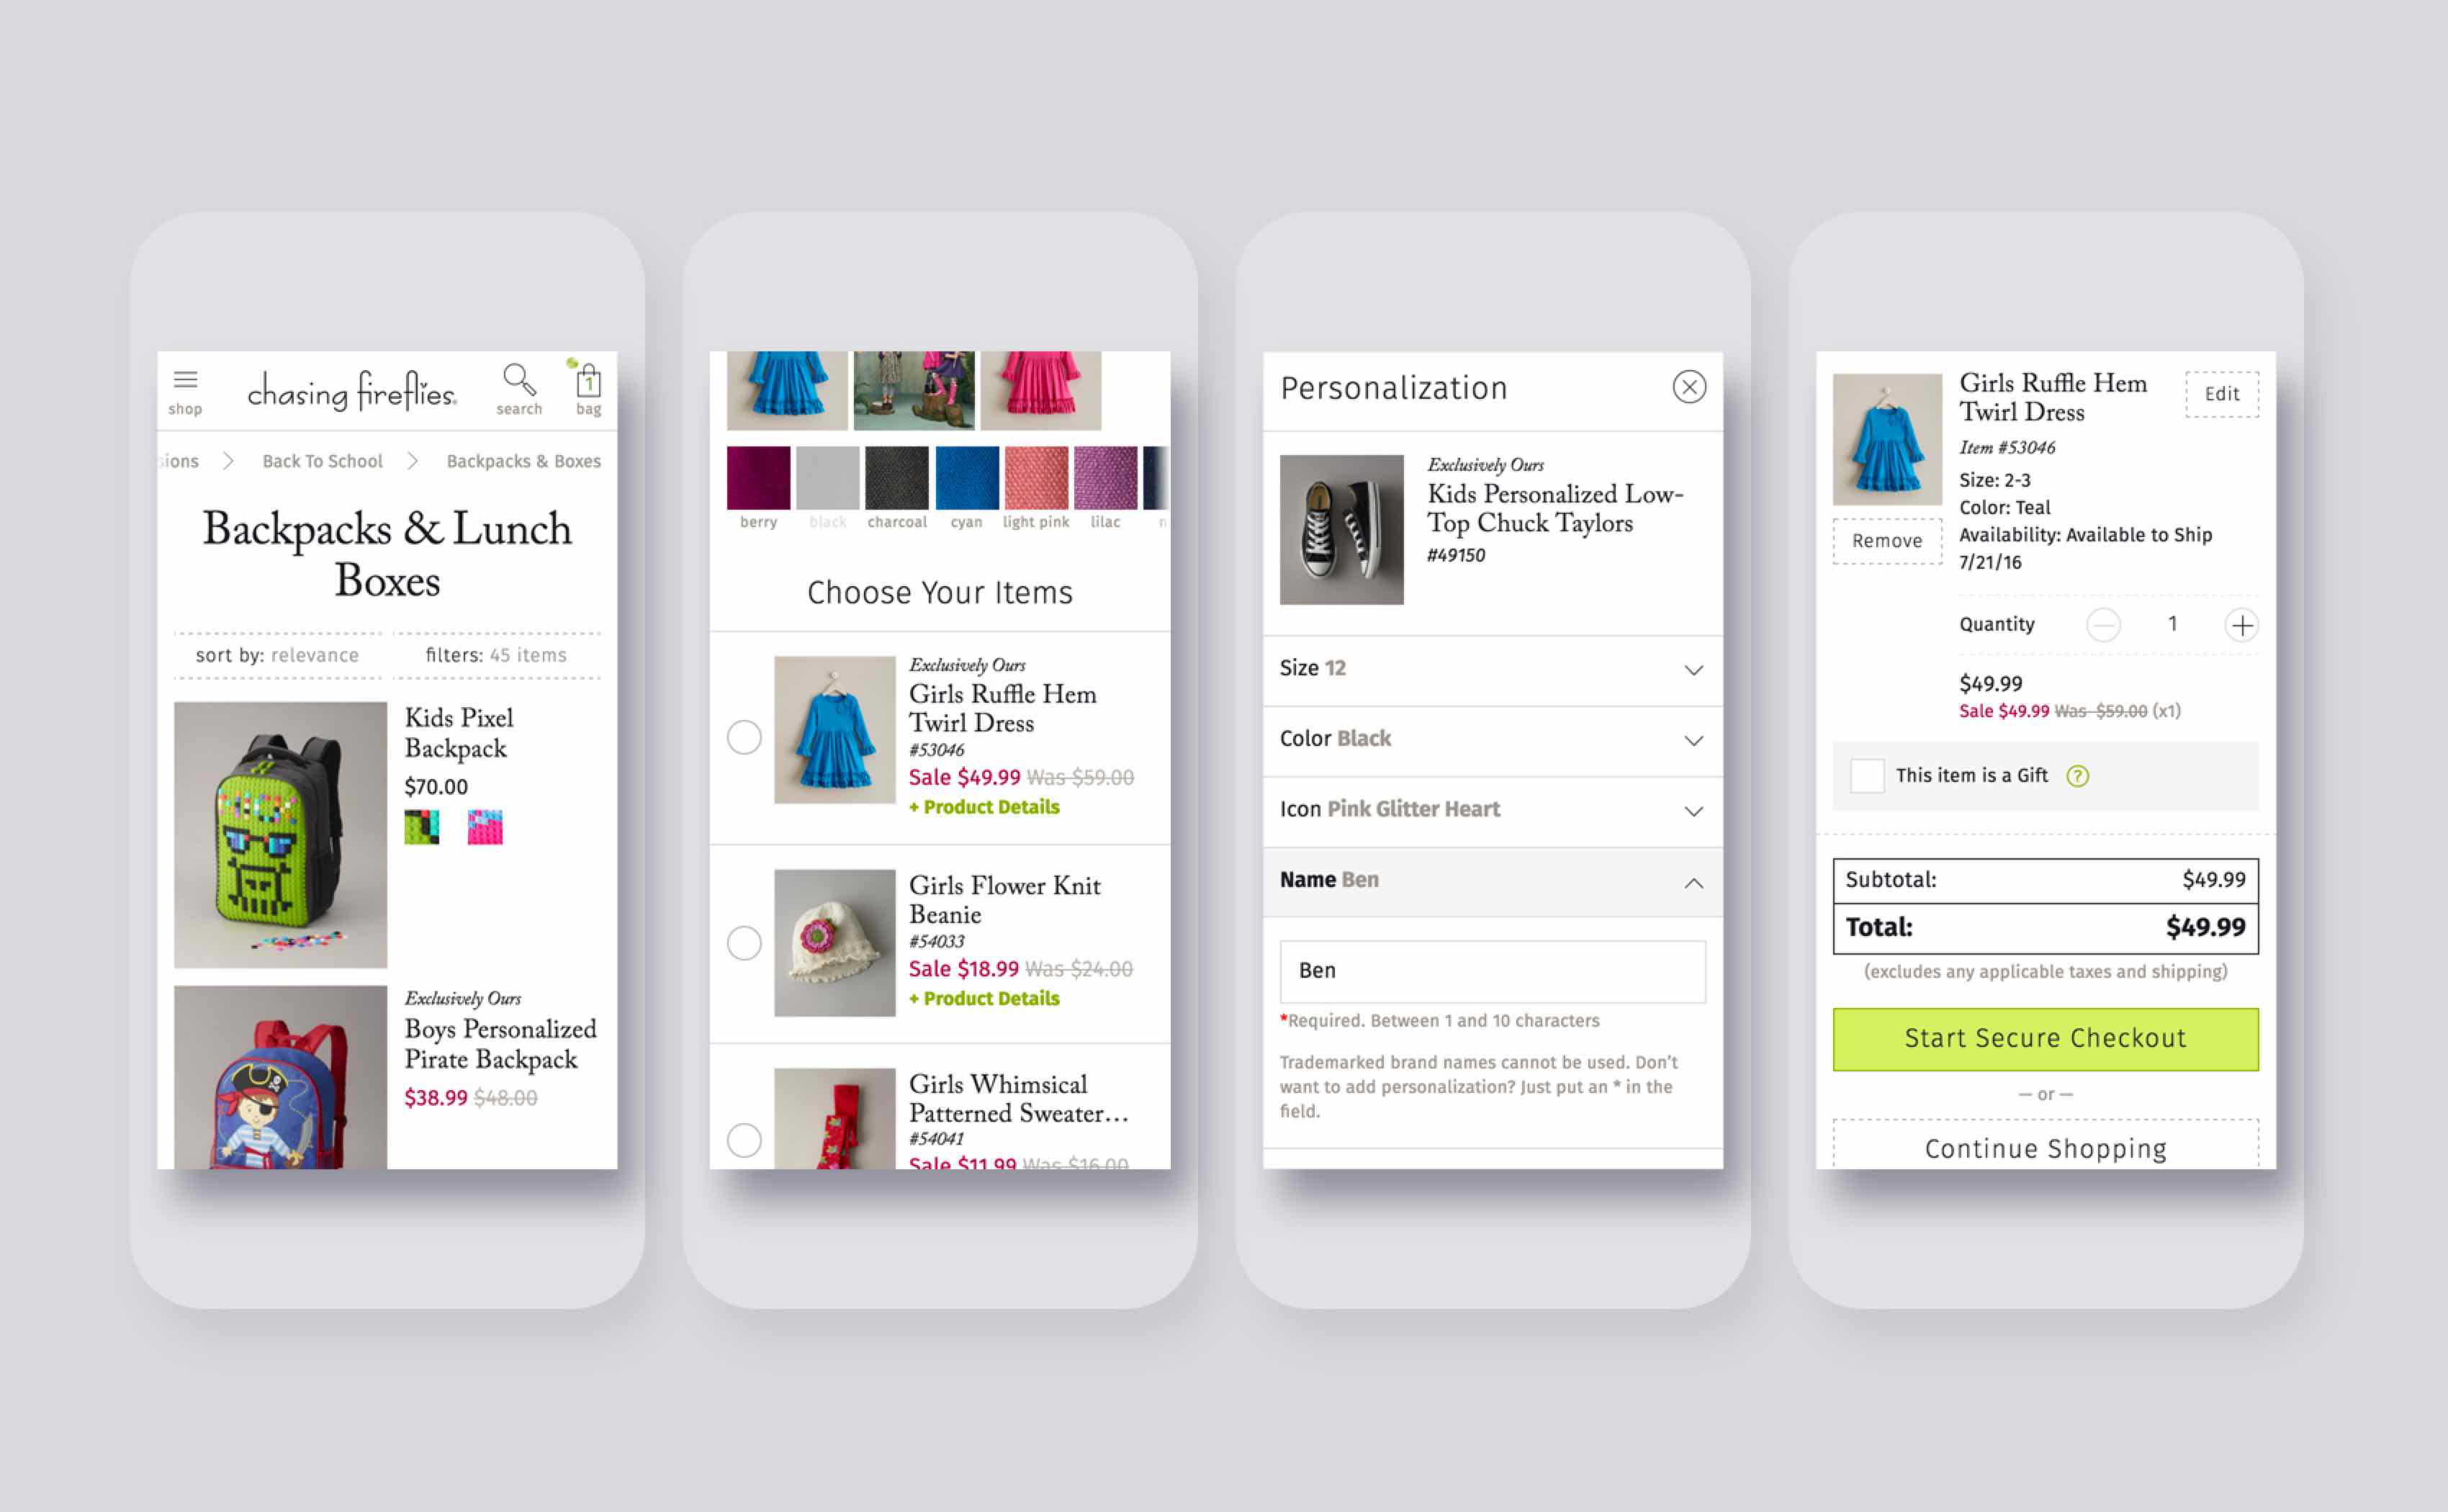 shop
chasing fireflies
search
1
bag
sions
Back To School
Backpacks & Boxes
Backpacks & Lunch
Boxes
sort by: relevance
filters: 45 items
Kids Pixel
Backpack
$70.00
Exclusively Ours
Boys Personalized
Pirate Backpack
$38.99 $48.00
berry
black
charcoal
cyan
light pink
lilac
n
Choose Your Items
Exclusively Ours
Girls Ruffle Hem
Twirl Dress
#53046
Sale $49.99 Was $59.00
+ Product Details
Girls Flower Knit
Beanie
#54033
Sale $18.99 Was $24.00
+ Product Details
Girls Whimsical
Patterned Sweater...
#54041
Sale $11.99 Was $16.00
Personalization
Exclusively Ours
Kids Personalized Low-
Top Chuck Taylors
#49150
Size 12
Color Black
Icon Pink Glitter Heart
Name Ben
Ben
*Required. Between 1 and 10 characters
Trademarked brand names cannot be used. Don't
want to add personalization? Just put an * in the
field.
Girls Ruffle Hem
Twirl Dress
Edit
Item #53046
Size: 2-3
Color: Teal
Remove
Availability: Available to Ship
7/21/16
Quantity
1
$49.99
Sale $49.99 Was $59.00 (x1)
This item is a Gift ?
Subtotal: $49.99
Total: $49.99
(excludes any applicable taxes and shipping)
Start Secure Checkout
— or —
Continue Shopping